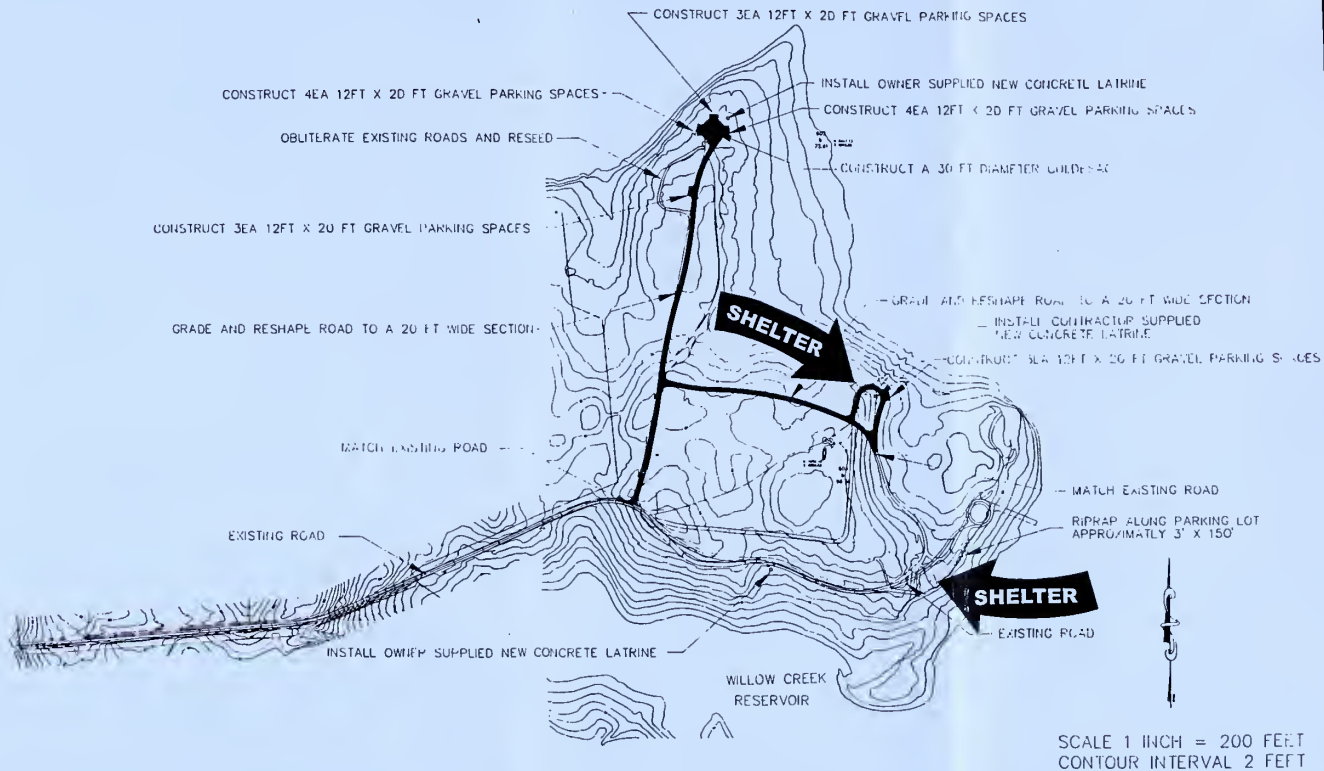 CONSTRUCT 3EA 12FT X 20 FT GRAVEL PARKING SPACES
INSTALL OWNER SUPPLIED NEW CONCRETE LATRINE
CONSTRUCT 4EA 12FT X 20 FT GRAVEL PARKING SPACES
CONSTRUCT 4EA 12FT X 20 FT GRAVEL PARKING SPACES
OBLITERATE EXISTING ROADS AND RESEED
CONSTRUCT A 30 FT DIAMETER CULDESAC
CONSTRUCT 3EA 12FT X 20 FT GRAVEL PARKING SPACES
GRADE AND RESHAPE ROAD TO A 20 FT WIDE SECTION
SHELTER
GRADE AND RESHAPE ROAD TO A 20 FT WIDE SECTION
INSTALL CONTRACTOR SUPPLIED
NEW CONCRETE LATRINE
CONSTRUCT 3EA 12FT X 20 FT GRAVEL PARKING SPACES
MATCH EXISTING ROAD
MATCH EXISTING ROAD
RIPRAP ALONG PARKING LOT
APPROXIMATLY 3' X 150'
EXISTING ROAD
SHELTER
EXISTING ROAD
INSTALL OWNER SUPPLIED NEW CONCRETE LATRINE
WILLOW CREEK
RESERVOIR
SCALE 1 INCH = 200 FEET
CONTOUR INTERVAL 2 FEET